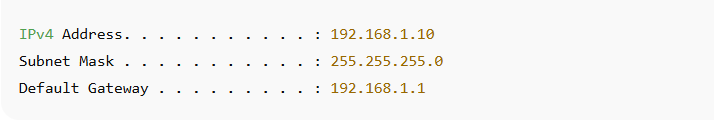 IPv4 Address. . . . . . . . . . . : 192.168.1.10
Subnet Mask . . . . . . . . . . . : 255.255.255.0
Default Gateway . . . . . . . . . : 192.168.1.1